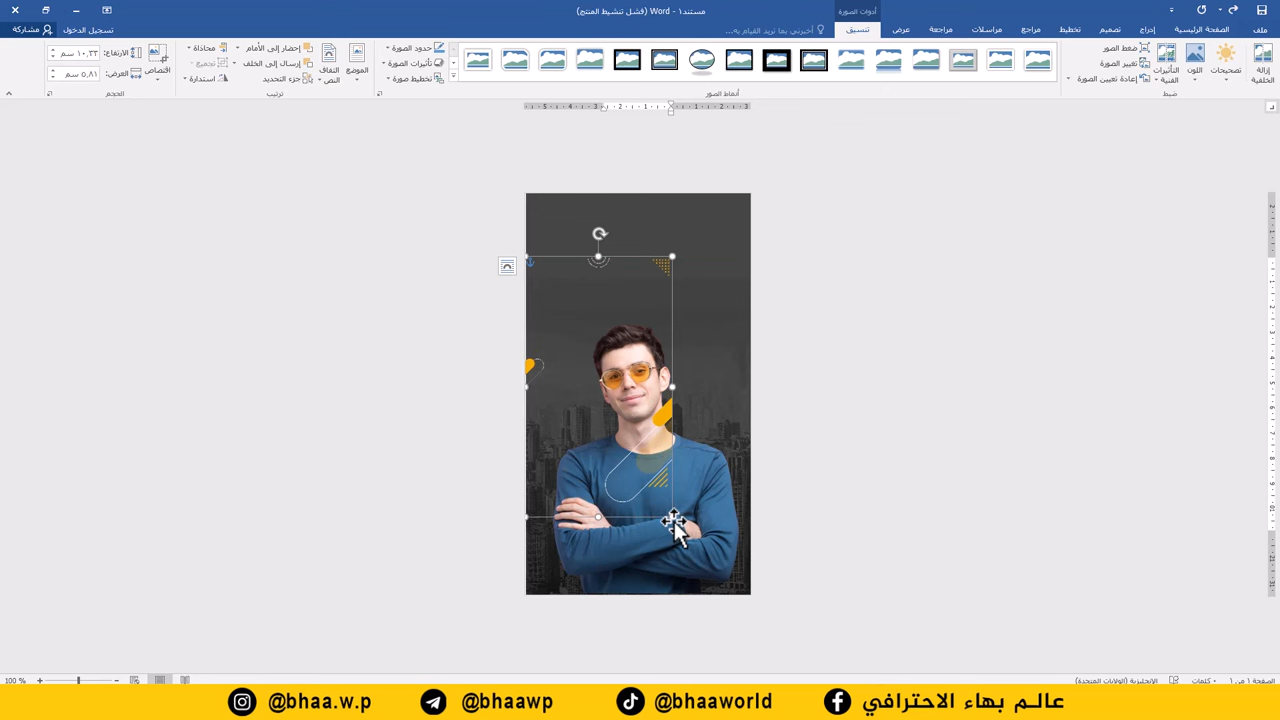 مستند١ - Word (فشل تنشيط المنتج)
أدوات الصورة
ملف
الصفحة الرئيسية
إدراج
تصميم
تخطيط
مراجع
مراسلات
مراجعة
عرض
تنسيق
أخبرني بما تريد القيام به...
تسجيل الدخول
مشاركة
إزالة الخلفية
تصحيحات
اللون
التأثيرات الفنية
ضغط الصور
تغيير الصورة
إعادة تعيين الصورة
ضبط
أنماط الصور
حدود الصورة
تأثيرات الصورة
تخطيط صورة
الموضع
التفاف النص
إحضار إلى الأمام
إرسال إلى الخلف
جزء التحديد
محاذاة
تجميع
استدارة
ترتيب
اقتصاص
الارتفاع: ١٠,٣٣ سم
العرض: ٥,٨١ سم
الحجم
الصفحة ١ من ١
كلمات
الإنجليزية (الولايات المتحدة)
100 %
@bhaa.w.p
@bhaawp
@bhaaworld
عالم بهاء الاحترافي